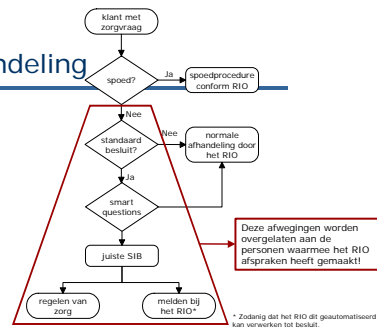 klant met
zorgvraag
ndeling
spoed?
Ja
spoedprocedure
conform RIO
Nee
standaard
besluit?
Nee
normale
afhandeling door
het RIO
Ja
smart
questions
Deze afwegingen worden
overgelaten aan de
personen waarmee het RIO
afspraken heeft gemaakt!
juiste SIB
regelen van
zorg
melden bij
het RIO*
* Zodanig dat het RIO dit geautomatiseerd
kan verwerken tot besluit.